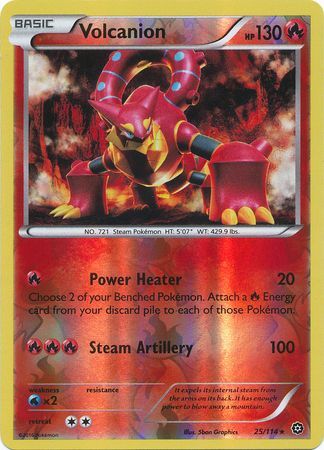 BASIC
Volcanion HP130
NO. 721 Steam Pokémon HT: 5'07" WT: 429.9 lbs.
Power Heater 20
Choose 2 of your Benched Pokémon. Attach a Energy
card from your discard pile to each of those Pokémon.
Steam Artillery 100
weakness resistance
×2
retreat
It expels its internal steam from
the arms on its back. It has enough
power to blow away a mountain.
©2016 Pokémon Illus. 5ban Graphics 25/114★